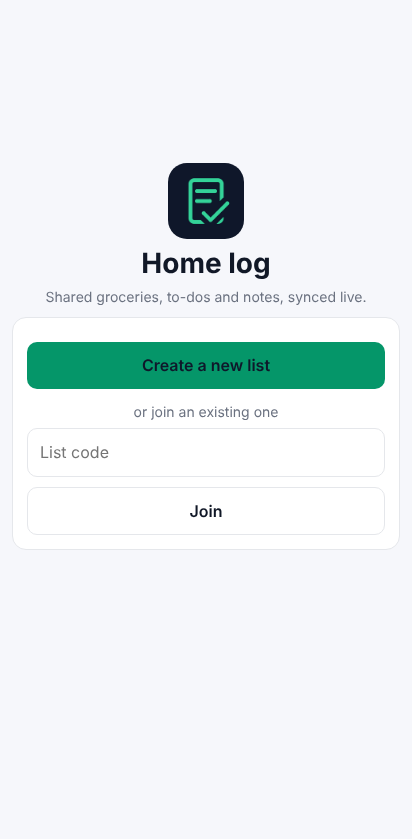 Home log
Shared groceries, to-dos and notes, synced live.
Create a new list
or join an existing one
List code
Join